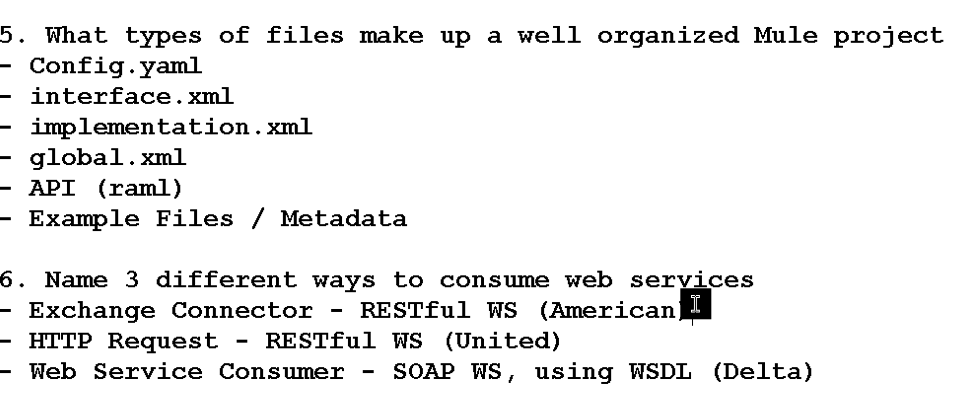 5. What types of files make up a well organized Mule project
- Config.yaml
- interface.xml
- implementation.xml
- global.xml
- API (raml)
- Example Files / Metadata
6. Name 3 different ways to consume web services
- Exchange Connector - RESTful WS (American)
- HTTP Request - RESTful WS (United)
- Web Service Consumer - SOAP WS, using WSDL (Delta)